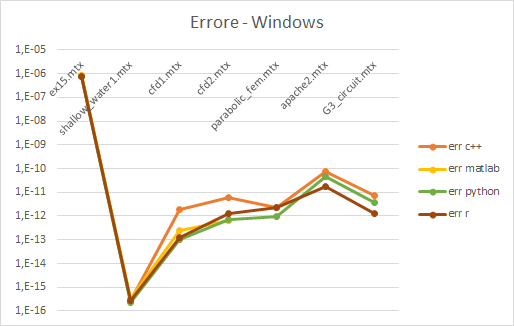 Errore - Windows
1,E-05
1,E-06
1,E-07
1,E-08
1,E-09
1,E-10
1,E-11
1,E-12
1,E-13
1,E-14
1,E-15
1,E-16
ex15.mtx
shallow_water1.mtx
cfd1.mtx
cfd2.mtx
parabolic_fem.mtx
apache2.mtx
G3_circuit.mtx
err c++
err matlab
err python
err r